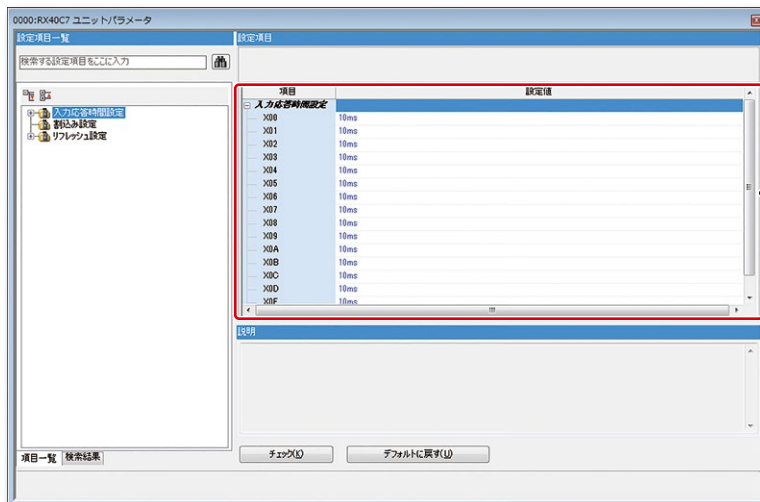 0000:RX40C7 ユニットパラメータ
設定項目一覧
検索する設定項目をここに入力
入力応答時間設定
割込み設定
リフレッシュ設定
項目一覧 検索結果
設定項目
項目 設定値
入力応答時間設定
X00 10ms
X01 10ms
X02 10ms
X03 10ms
X04 10ms
X05 10ms
X06 10ms
X07 10ms
X08 10ms
X09 10ms
X0A 10ms
X0B 10ms
X0C 10ms
X0D 10ms
10ms
説明
チェック(K) デフォルトに戻す(U)